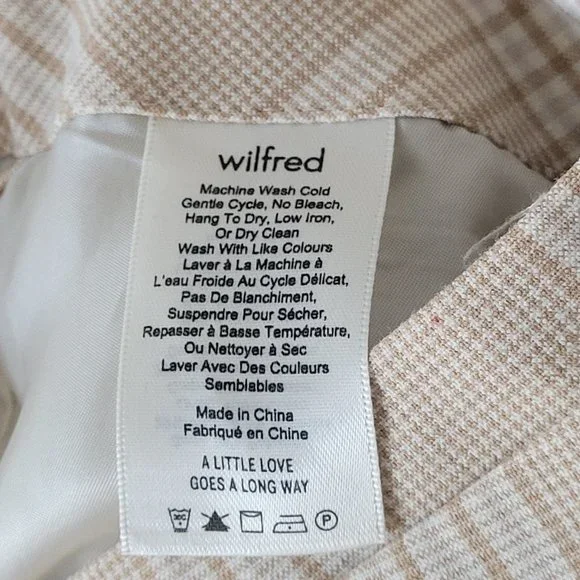 wilfred
Machine Wash Cold
Gentle Cycle, No Bleach,
Hang To Dry, Low Iron,
Or Dry Clean
Wash With Like Colours
Laver à La Machine à
L'eau Froide Au Cycle Délicat,
Pas De Blanchiment,
Suspendre Pour Sécher,
Repasser à Basse Température,
Ou Nettoyer à Sec
Laver Avec Des Couleurs
Semblables
Made in China
Fabriqué en Chine
A LITTLE LOVE
GOES A LONG WAY
30C P